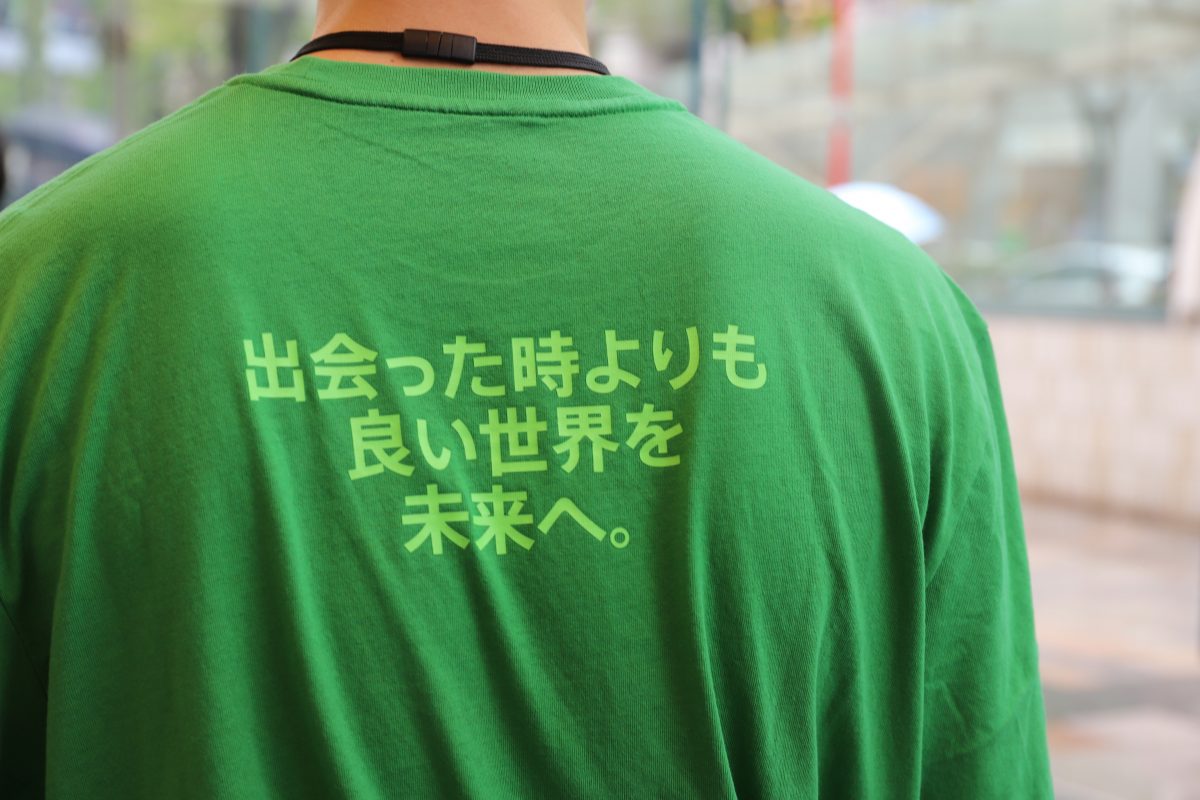 出会った時よりも
良い世界を
未来へ。